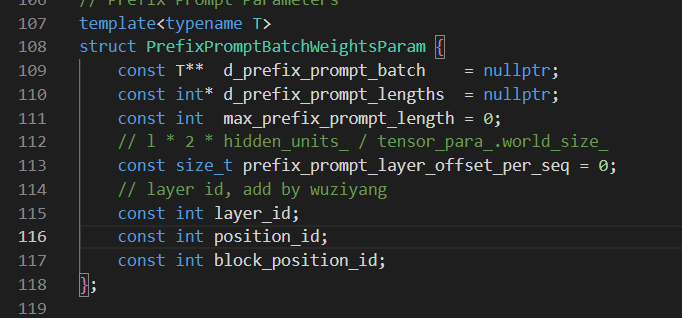 106 // Prefix Prompt Parameters
107 template<typename T>
108 struct PrefixPromptBatchWeightsParam {
109 const T** d_prefix_prompt_batch = nullptr;
110 const int* d_prefix_prompt_lengths = nullptr;
111 const int max_prefix_prompt_length = 0;
112 // l * 2 * hidden_units_ / tensor_para_.world_size_
113 const size_t prefix_prompt_layer_offset_per_seq = 0;
114 // layer id, add by wuziyang
115 const int layer_id;
116 const int position_id;
117 const int block_position_id;
118 };
119